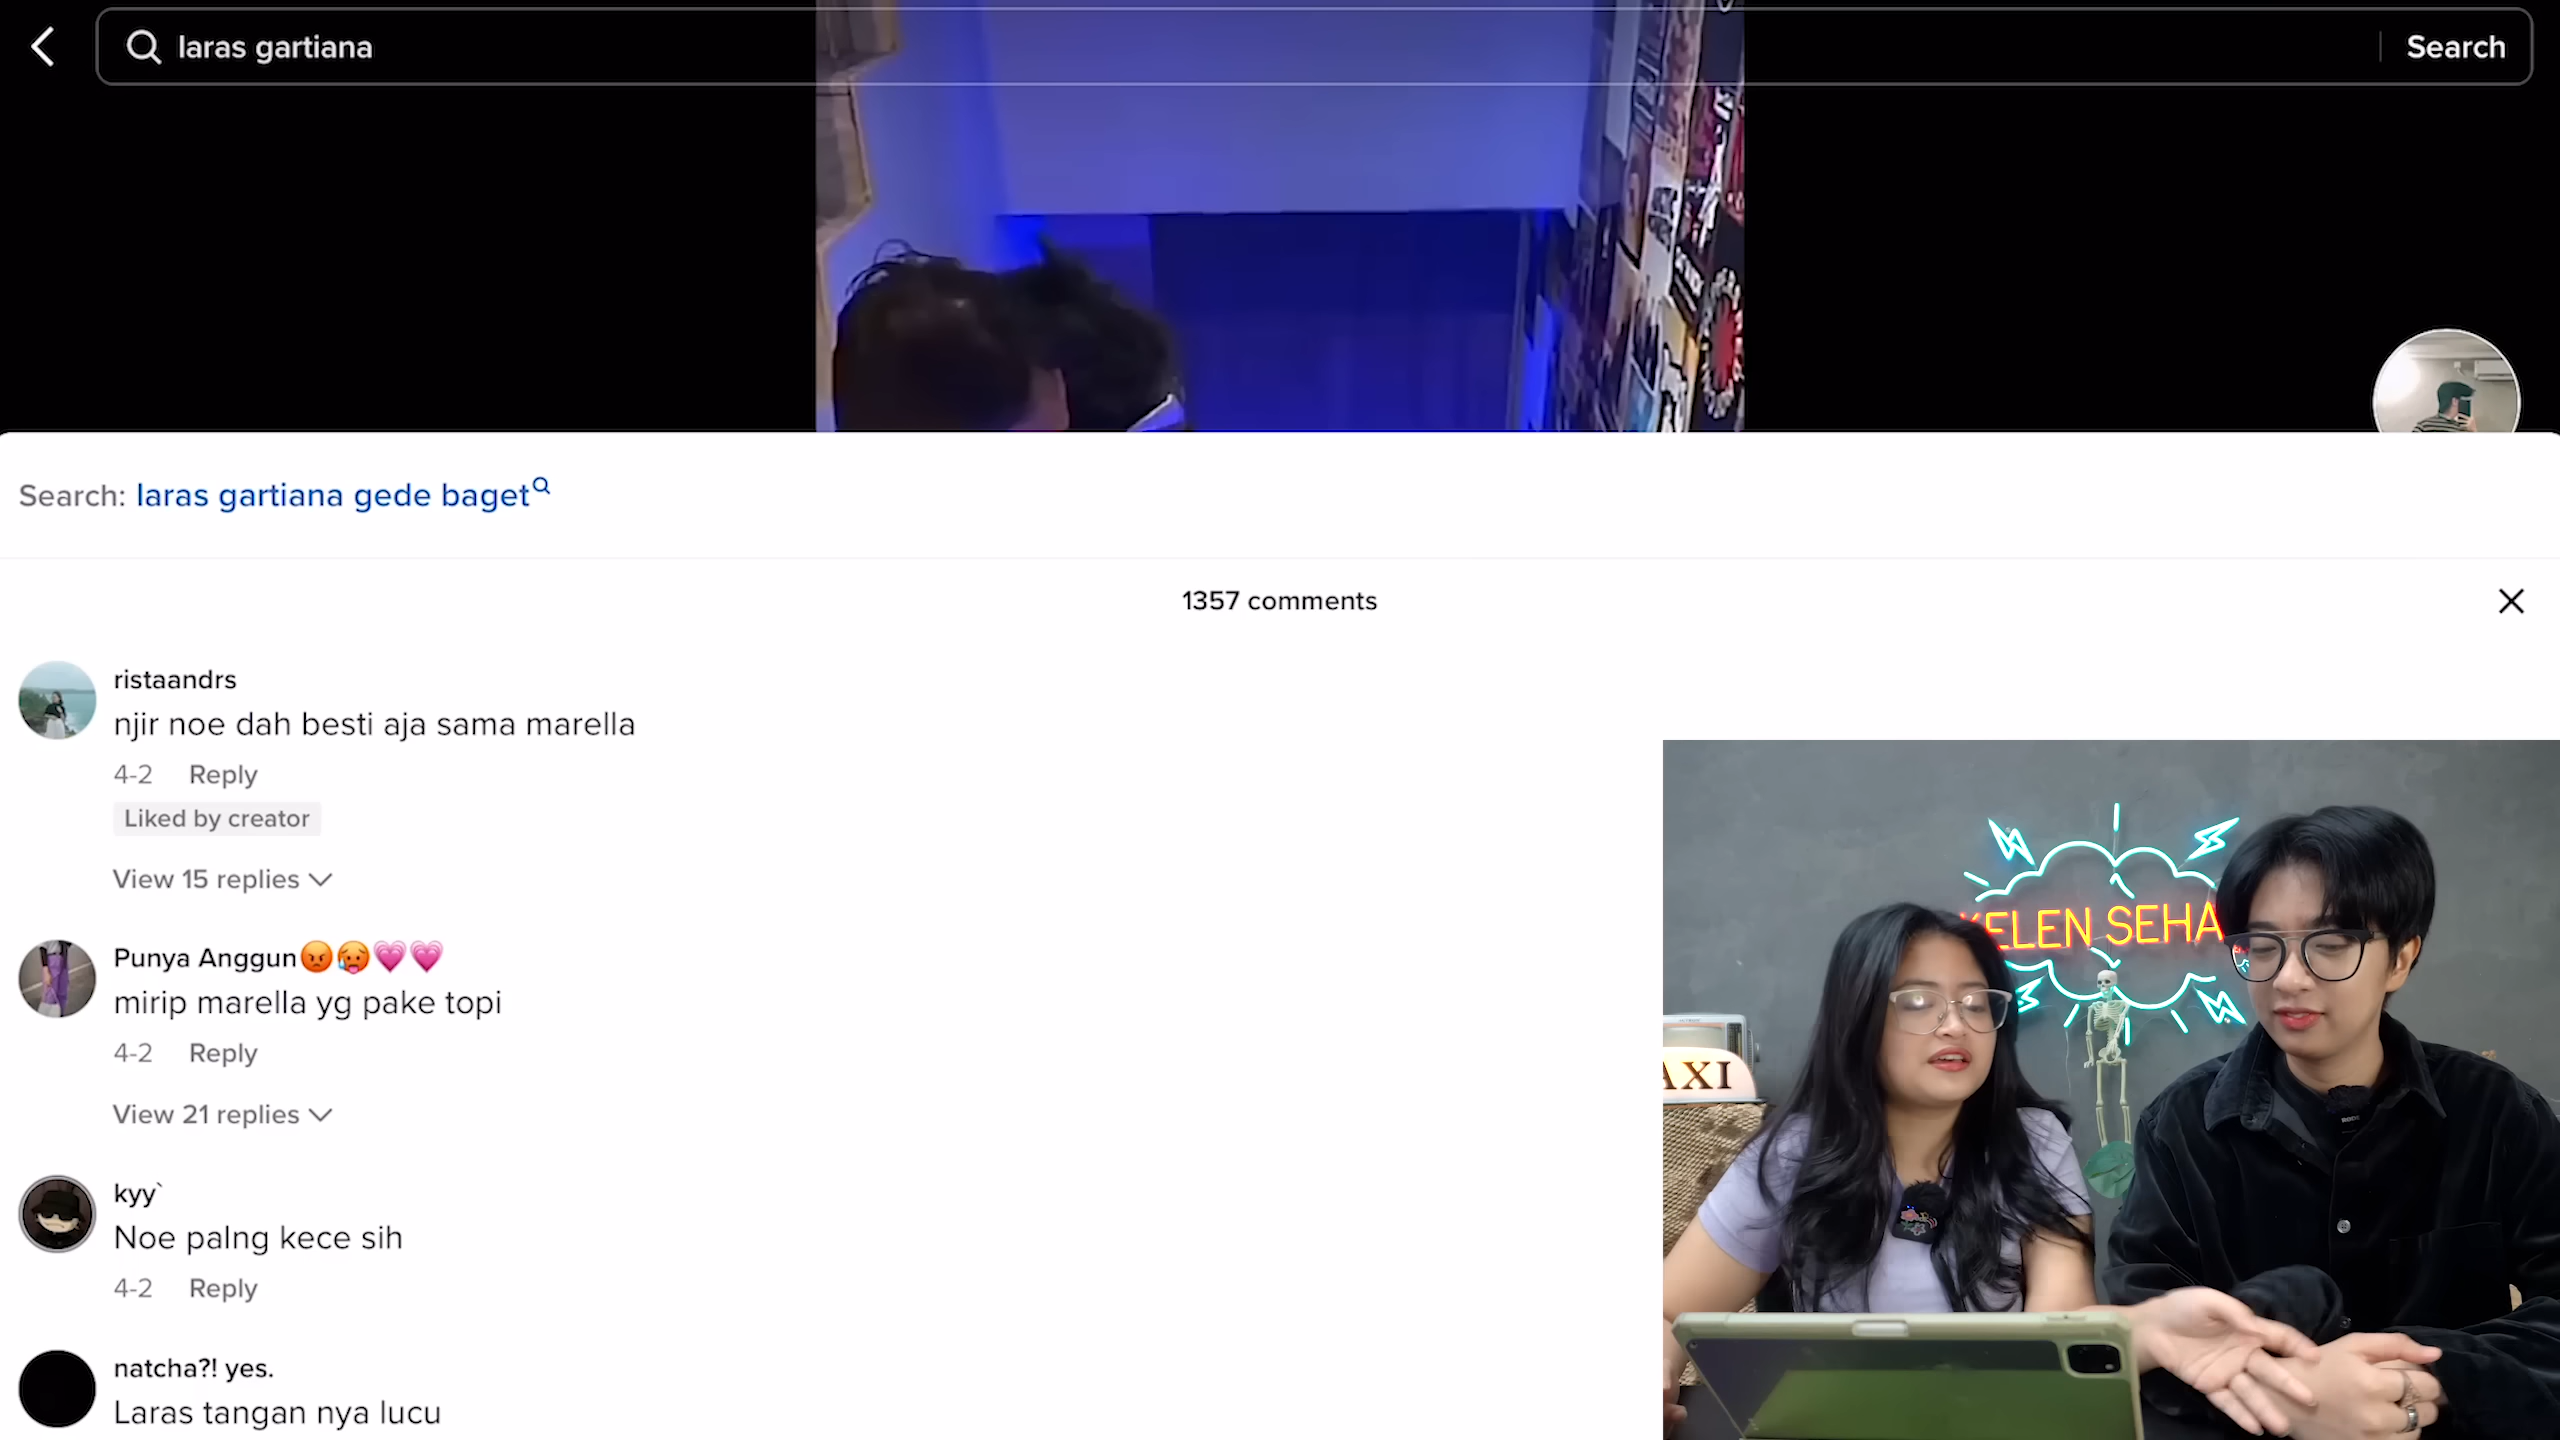 laras gartiana
Search
Search: laras gartiana gede baget
1357 comments
ristaandrs
njir noe dah besti aja sama marella
4-2 Reply
Liked by creator
View 15 replies
Punya Anggun😡🥵💗💗
mirip marella yg pake topi
4-2 Reply
View 21 replies
kyy`
Noe palng kece sih
4-2 Reply
natcha?! yes.
Laras tangan nya lucu
KELEN SEHA
AXI
RODE